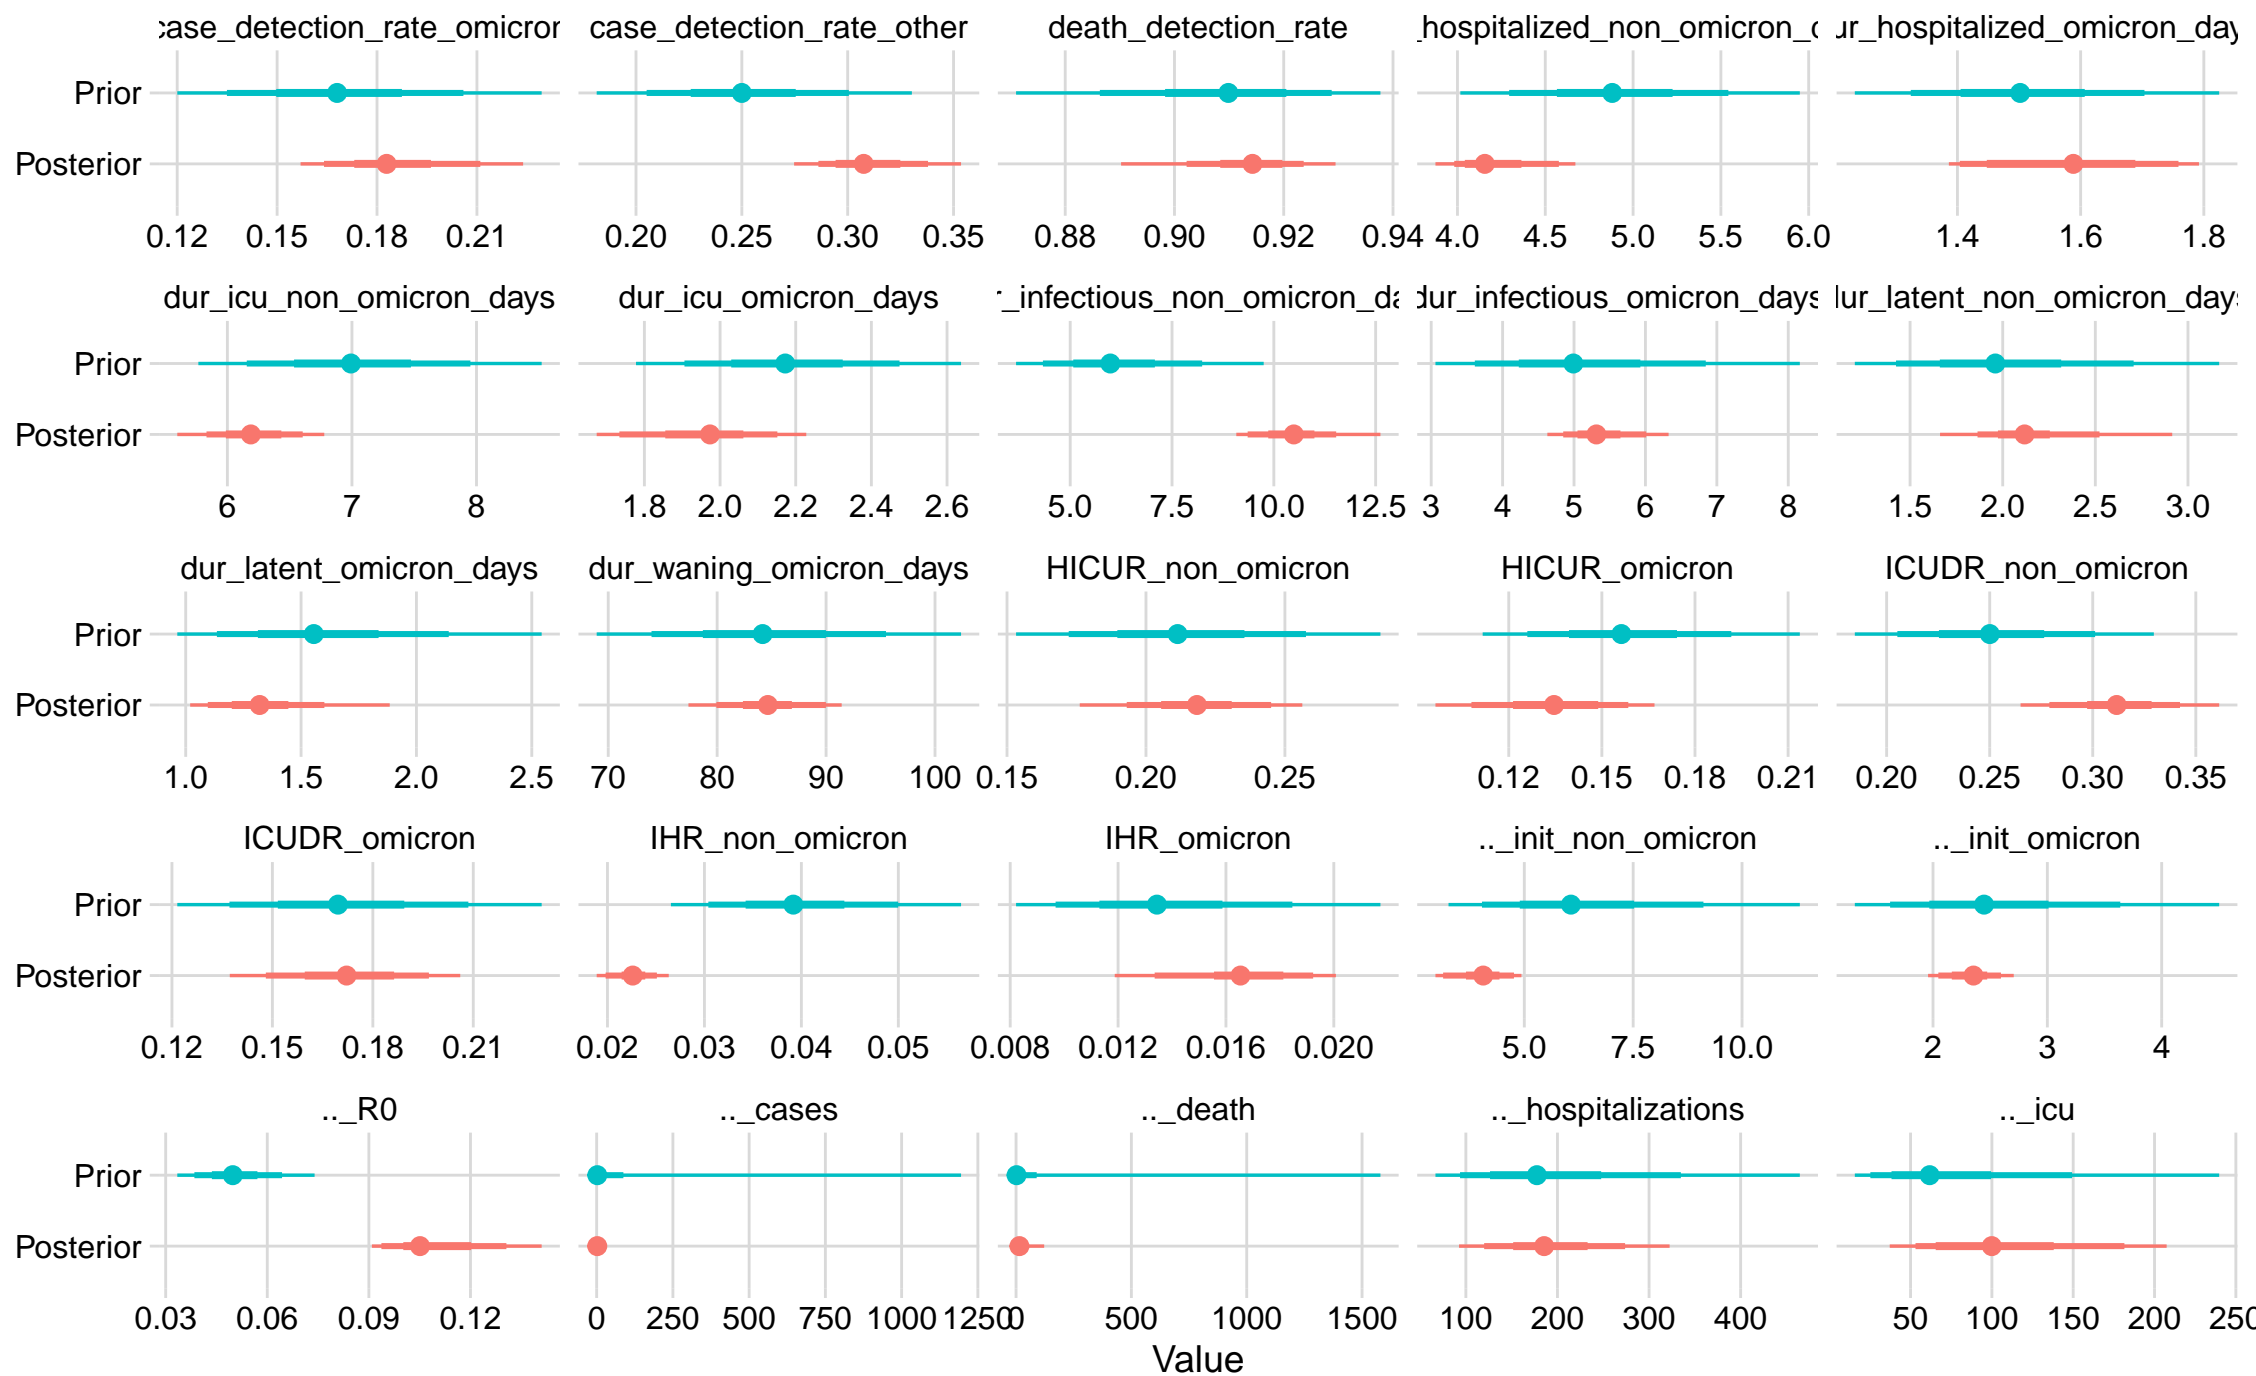 case_detection_rate_omicron case_detection_rate_other death_detection_rate _hospitalized_non_omicron_d ur_hospitalized_omicron_day
Prior
Posterior
0.12 0.15 0.18 0.21 0.20 0.25 0.30 0.35 0.88 0.90 0.92 0.94 4.0 4.5 5.0 5.5 6.0 1.4 1.6 1.8
dur_icu_non_omicron_days dur_icu_omicron_days r_infectious_non_omicron_da dur_infectious_omicron_days dur_latent_non_omicron_days
Prior
Posterior
6 7 8 1.8 2.0 2.2 2.4 2.6 5.0 7.5 10.0 12.5 3 4 5 6 7 8 1.5 2.0 2.5 3.0
dur_latent_omicron_days dur_waning_omicron_days HICUR_non_omicron HICUR_omicron ICUDR_non_omicron
Prior
Posterior
1.0 1.5 2.0 2.5 70 80 90 100 0.15 0.20 0.25 0.12 0.15 0.18 0.21 0.20 0.25 0.30 0.35
ICUDR_omicron IHR_non_omicron IHR_omicron .._init_non_omicron .._init_omicron
Prior
Posterior
0.12 0.15 0.18 0.21 0.02 0.03 0.04 0.05 0.008 0.012 0.016 0.020 5.0 7.5 10.0 2 3 4
.._R0 .._cases .._death .._hospitalizations .._icu
Prior
Posterior
0.03 0.06 0.09 0.12 0 250 500 750 1000 1250 0 500 1000 1500 100 200 300 400 50 100 150 200 250
Value